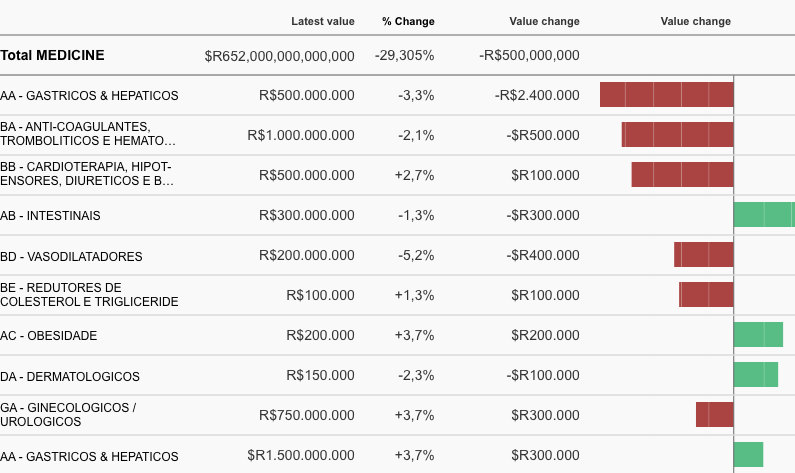 Latest value % Change Value change Value change
Total MEDICINE $R652,000,000,000,000 -29,305% -R$500,000,000
AA - GASTRICOS & HEPATICOS R$500.000.000 -3,3% -R$2.400.000
BA - ANTI-COAGULANTES,
TROMBOLITICOS E HEMATO… R$1.000.000.000 -2,1% -$R500.000
BB - CARDIOTERAPIA, HIPOT-
ENSORES, DIURETICOS E B… R$500.000.000 +2,7% $R100.000
AB - INTESTINAIS R$300.000.000 -1,3% -$R300.000
BD - VASODILATADORES R$200.000.000 -5,2% -$R400.000
BE - REDUTORES DE
COLESTEROL E TRIGLICERIDE R$100.000 +1,3% $R100.000
AC - OBESIDADE R$200.000 +3,7% $R200.000
DA - DERMATOLOGICOS R$150.000 -2,3% -$R100.000
GA - GINECOLOGICOS /
UROLOGICOS R$750.000.000 +3,7% $R300.000
AA - GASTRICOS & HEPATICOS $R1.500.000.000 +3,7% $R300.000